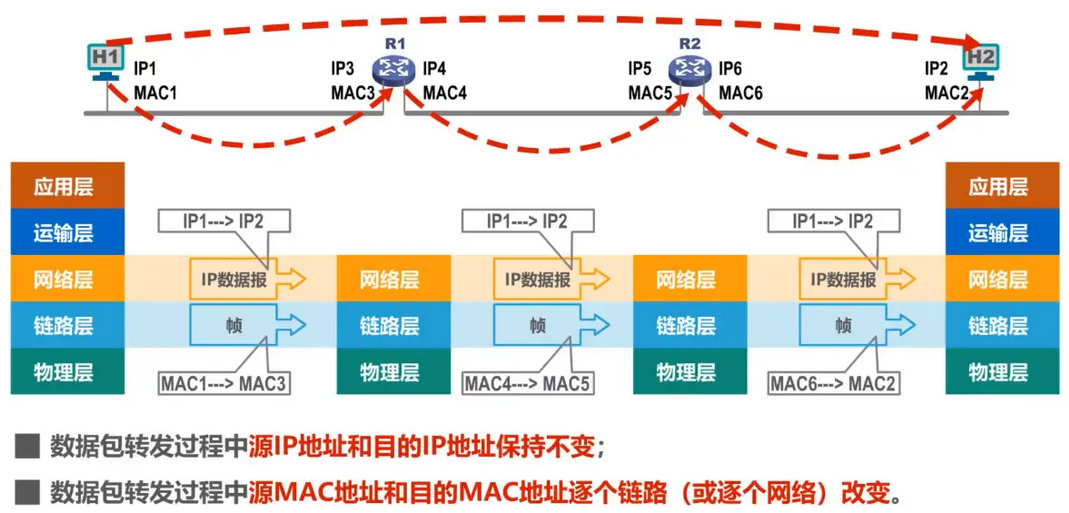 H1 R1 R2 H2
IP1 IP3 IP4 IP5 IP6 IP2
MAC1 MAC3 MAC4 MAC5 MAC6 MAC2
应用层 应用层
运输层 IP1---> IP2 IP1---> IP2 IP1---> IP2 运输层
网络层 IP数据报 网络层 IP数据报 网络层 IP数据报 网络层
链路层 帧 链路层 帧 链路层 帧 链路层
物理层 MAC1---> MAC3 物理层 MAC4---> MAC5 物理层 MAC6---> MAC2 物理层
数据包转发过程中源IP地址和目的IP地址保持不变；
数据包转发过程中源MAC地址和目的MAC地址逐个链路（或逐个网络）改变。